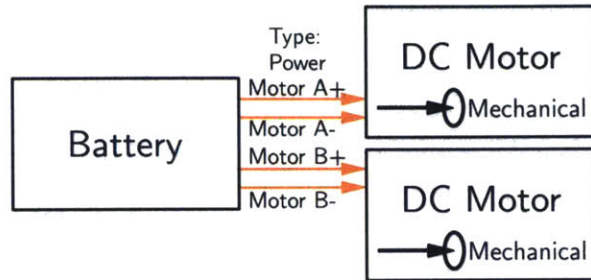 Type:
Power
Motor A+
Motor A-
Motor B+
Motor B-
Battery
DC Motor
Mechanical
DC Motor
Mechanical